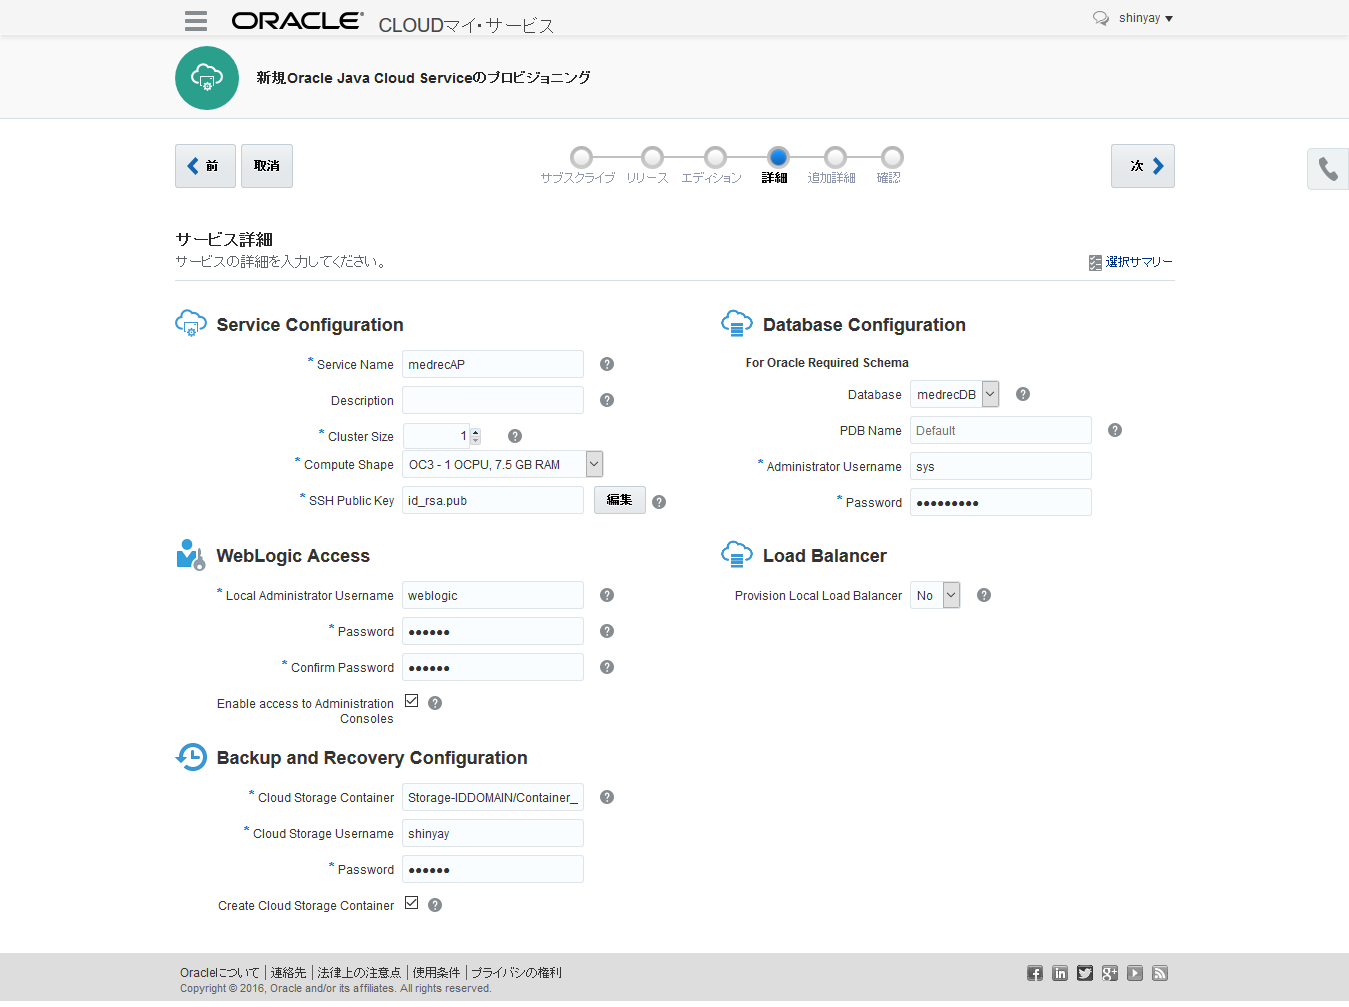 ORACLE CLOUDマイ・サービス
shinyay
新規Oracle Java Cloud Serviceのプロビジョニング
前
取消
サブスクライブ
リリース
エディション
詳細
追加詳細
確認
次
サービス詳細
サービスの詳細を入力してください。
選択サマリー
Service Configuration
* Service Name medrecAP ?
Description ?
* Cluster Size 1 ?
* Compute Shape OC3 - 1 OCPU, 7.5 GB RAM
* SSH Public Key id_rsa.pub 編集 ?
Database Configuration
For Oracle Required Schema
Database medrecDB ?
PDB Name Default ?
* Administrator Username sys
* Password ●●●●●●●●●
WebLogic Access
* Local Administrator Username weblogic ?
* Password ●●●●●● ?
* Confirm Password ●●●●●● ?
Enable access to Administration ?
Consoles
Load Balancer
Provision Local Load Balancer No ?
Backup and Recovery Configuration
* Cloud Storage Container Storage-IDDOMAIN/Container_ ?
* Cloud Storage Username shinyay
* Password ●●●●●●
Create Cloud Storage Container ?
Oracleについて | 連絡先 | 法律上の注意点 | 使用条件 | プライバシの権利
Copyright © 2016, Oracle and/or its affiliates. All rights reserved.